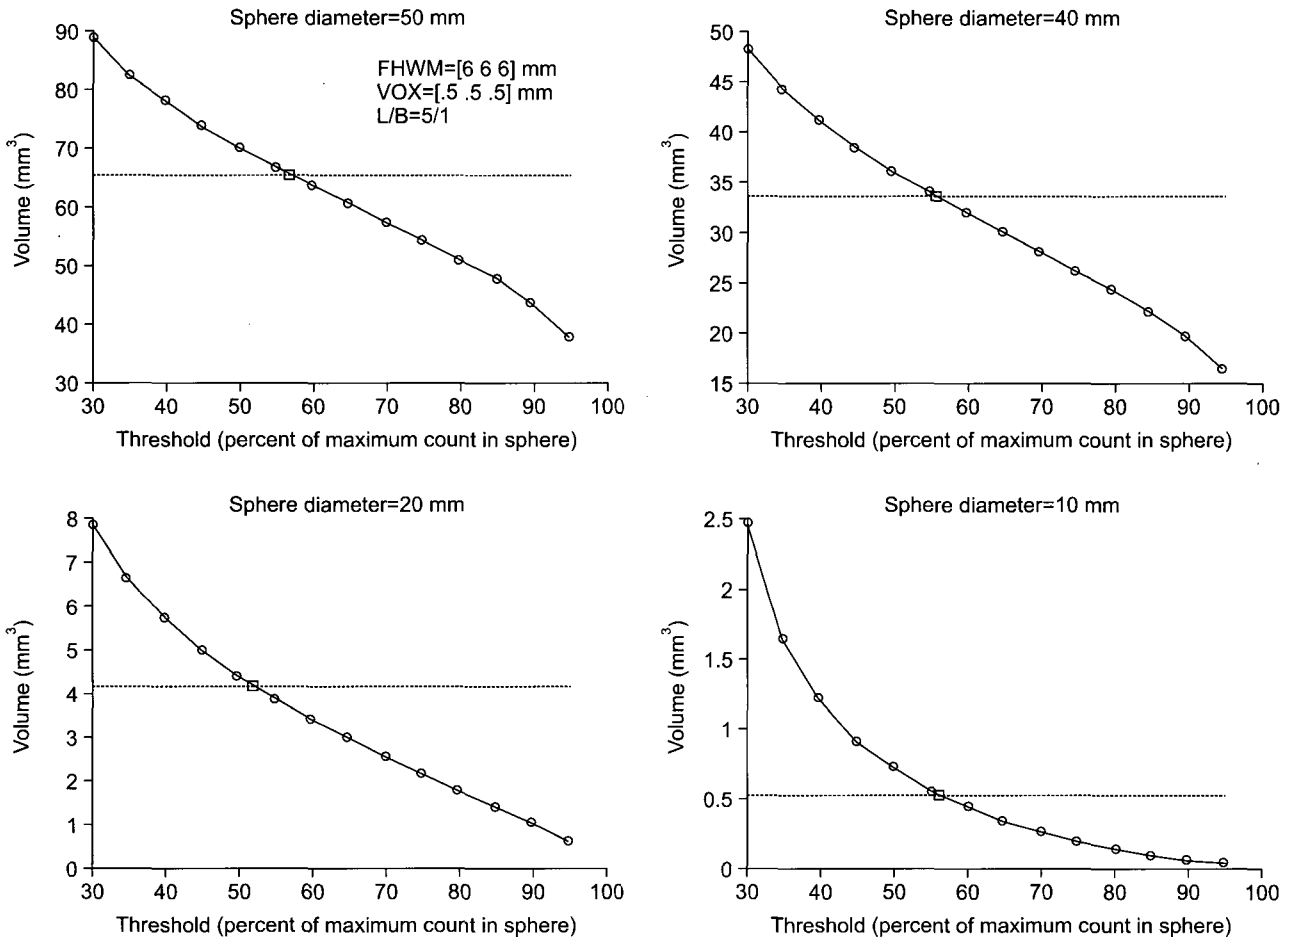 Sphere diameter=50 mm
90
80
70
60
50
40
30
Volume (mm3)
FHWM=[6 6 6] mm
VOX=[.5 .5 .5] mm
L/B=5/1
30 40 50 60 70 80 90 100
Threshold (percent of maximum count in sphere)
Sphere diameter=40 mm
50
45
40
35
30
25
20
15
Volume (mm3)
30 40 50 60 70 80 90 100
Threshold (percent of maximum count in sphere)
Sphere diameter=20 mm
8
7
6
5
4
3
2
1
0
Volume (mm3)
30 40 50 60 70 80 90 100
Threshold (percent of maximum count in sphere)
Sphere diameter=10 mm
2.5
2
1.5
1
0.5
0
Volume (mm3)
30 40 50 60 70 80 90 100
Threshold (percent of maximum count in sphere)